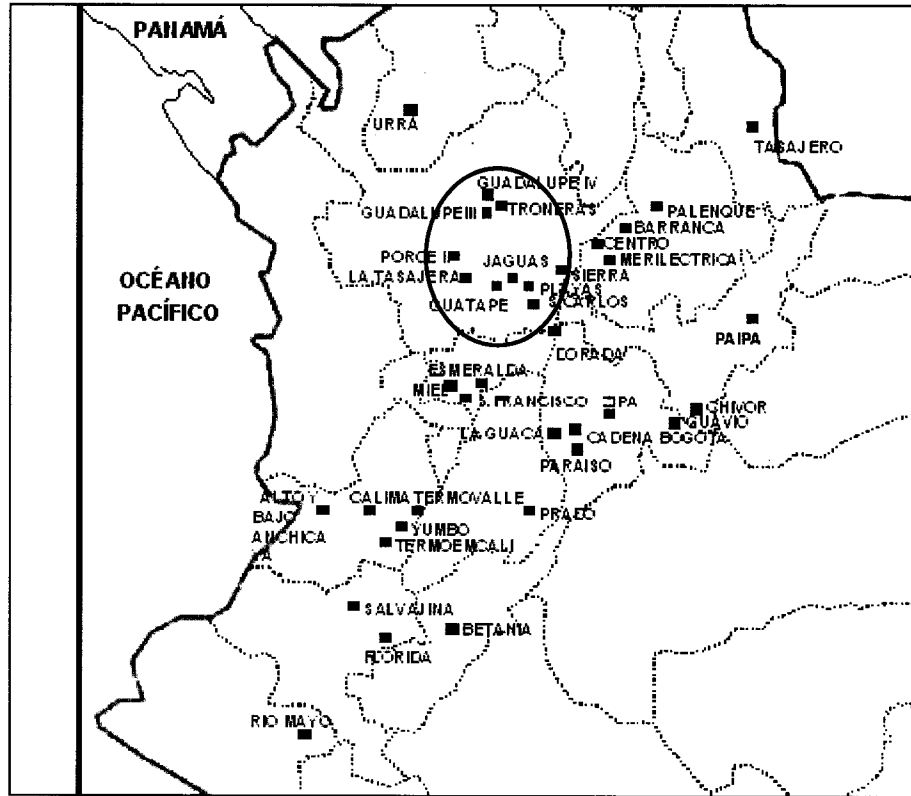 PANAMÁ
URRA
TASAJERO
GUADALUPE IV
GUADALUPE III
TRONERAS
PALENQUE
BARRANCA
CENTRO
MERILECTRICA
PORCE I
JAGUAS
SIERRA
LA TASAJERA
PLAYAS
GUATAPE
S.CARLOS
OCÉANO
PACÍFICO
PAIPA
DORADA
ESMERALDA
MIEL
S. FRANCISCO
ZIPA
CHIVOR
GUAVIO
LA GUACA
CADENA BOGOTA
PARAISO
ALTO Y
BAJO
ANCHICA
YA
CALIMA
TERMOVALLE
PRADO
YUMBO
TERMOEMCALI
SALVAJINA
BETANIA
FLORIDA
RIO MAYO